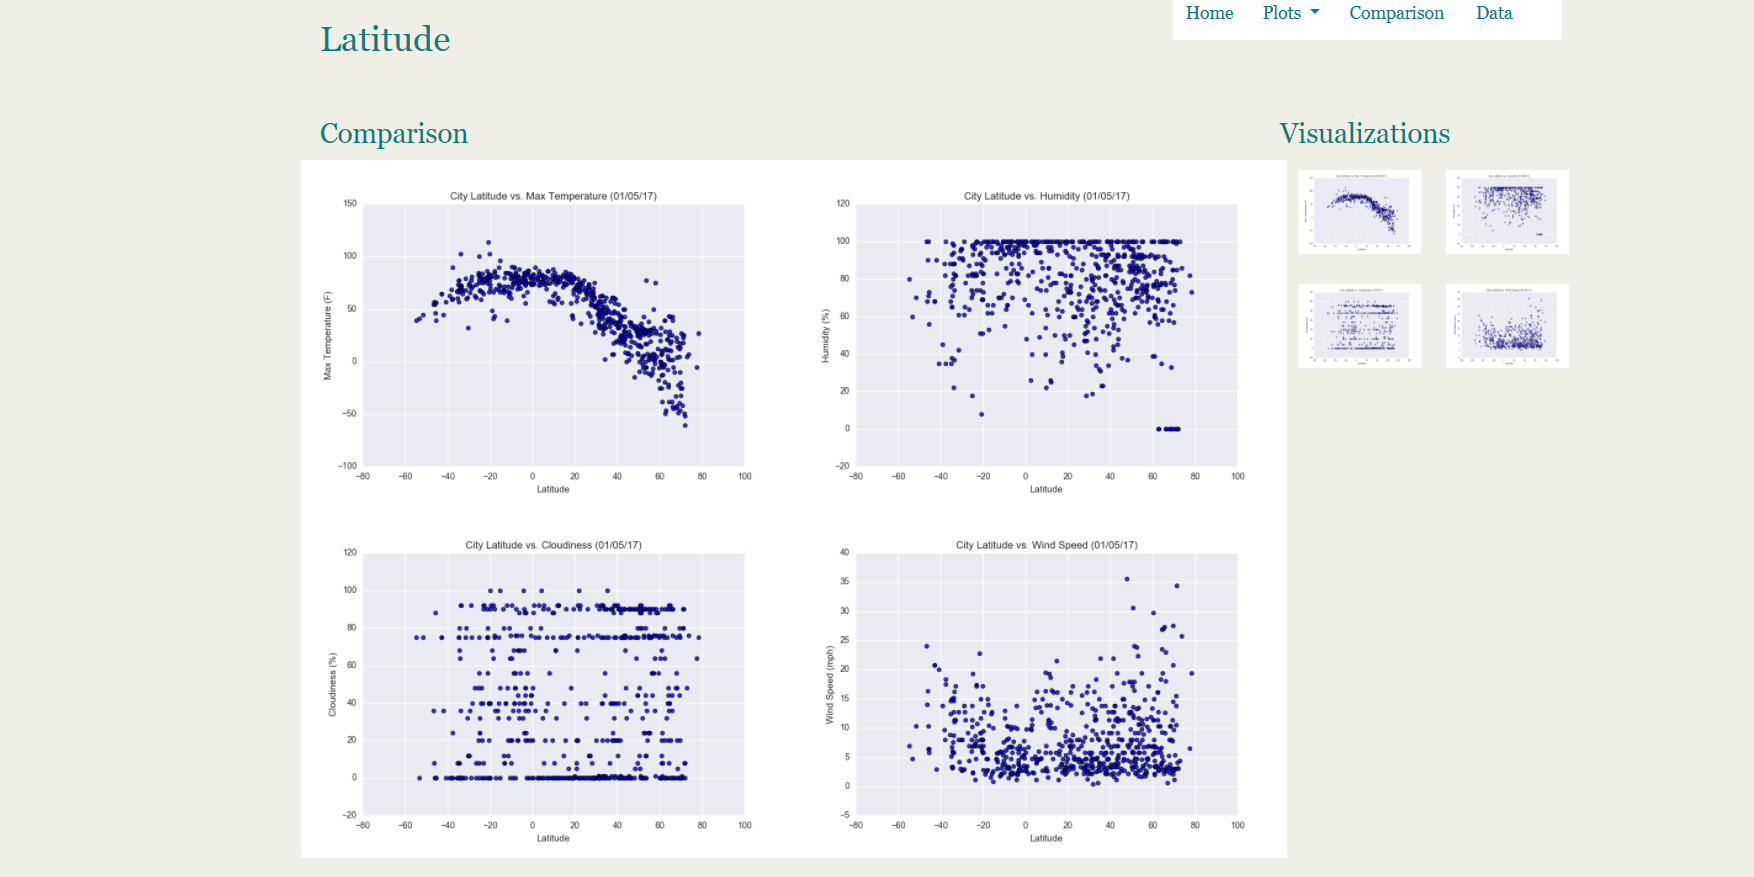 Home Plots Comparison Data
Latitude
Comparison
Visualizations
City Latitude vs. Max Temperature (01/05/17)
150
100
50
0
−50
−100
Max Temperature (F)
−80 −60 −40 −20 0 20 40 60 80 100
Latitude
City Latitude vs. Humidity (01/05/17)
120
100
80
60
40
20
0
−20
Humidity (%)
−80 −60 −40 −20 0 20 40 60 80 100
Latitude
City Latitude vs. Cloudiness (01/05/17)
120
100
80
60
40
20
0
−20
Cloudiness (%)
−80 −60 −40 −20 0 20 40 60 80 100
Latitude
City Latitude vs. Wind Speed (01/05/17)
40
35
30
25
20
15
10
5
0
−5
Wind Speed (mph)
−80 −60 −40 −20 0 20 40 60 80 100
Latitude